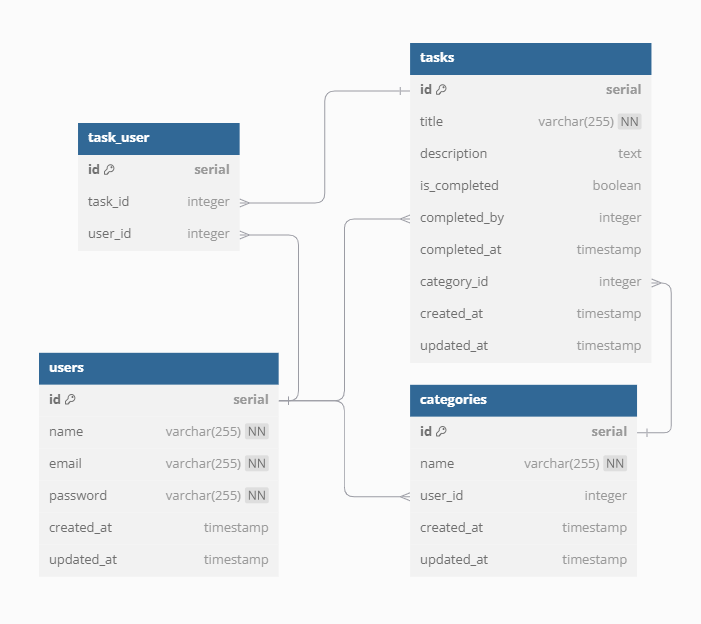 tasks
id serial
title varchar(255) NN
description text
is_completed boolean
completed_by integer
completed_at timestamp
category_id integer
created_at timestamp
updated_at timestamp
task_user
id serial
task_id integer
user_id integer
users
id serial
name varchar(255) NN
email varchar(255) NN
password varchar(255) NN
created_at timestamp
updated_at timestamp
categories
id serial
name varchar(255) NN
user_id integer
created_at timestamp
updated_at timestamp